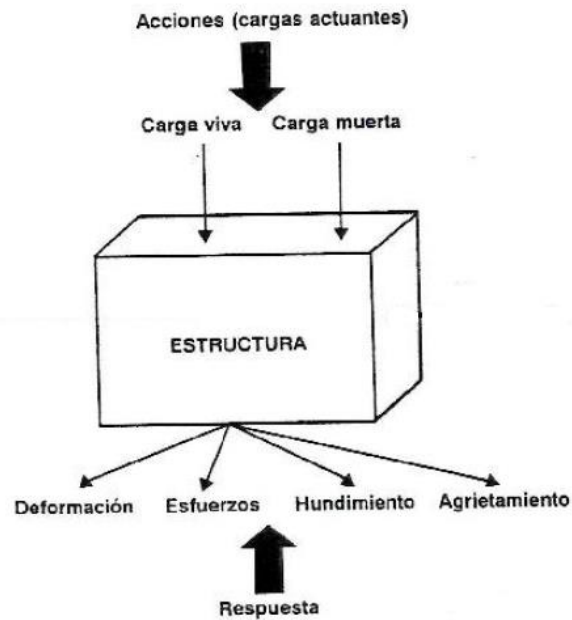 Acciones (cargas actuantes)
Carga viva Carga muerta
ESTRUCTURA
Deformación Esfuerzos Hundimiento Agrietamiento
Respuesta